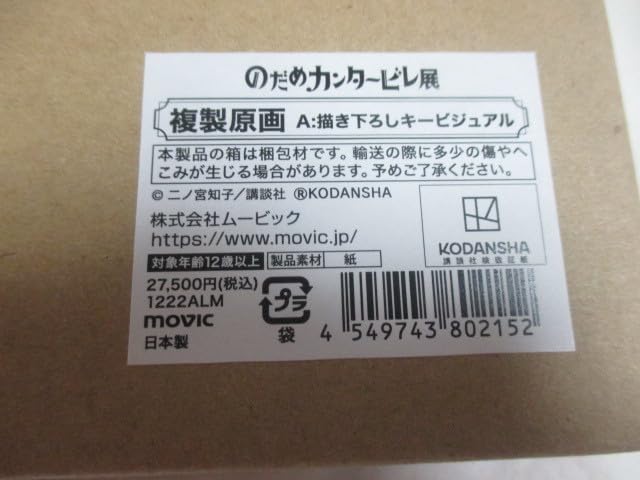 のだめカンタービレ展
複製原画 A:描き下ろしキービジュアル
本製品の箱は梱包材です。輸送の際に多少の傷やへ
こみが生じる場合があります。予めご了承ください。
© 二ノ宮知子/講談社 ®KODANSHA
株式会社ムービック
https://www.movic.jp/
KODANSHA
講談社検査証紙
対象年齢12歳以上 製品素材 紙
27,500円(税込)
1222ALM
movic
日本製
プラ
袋
4 549743 802152